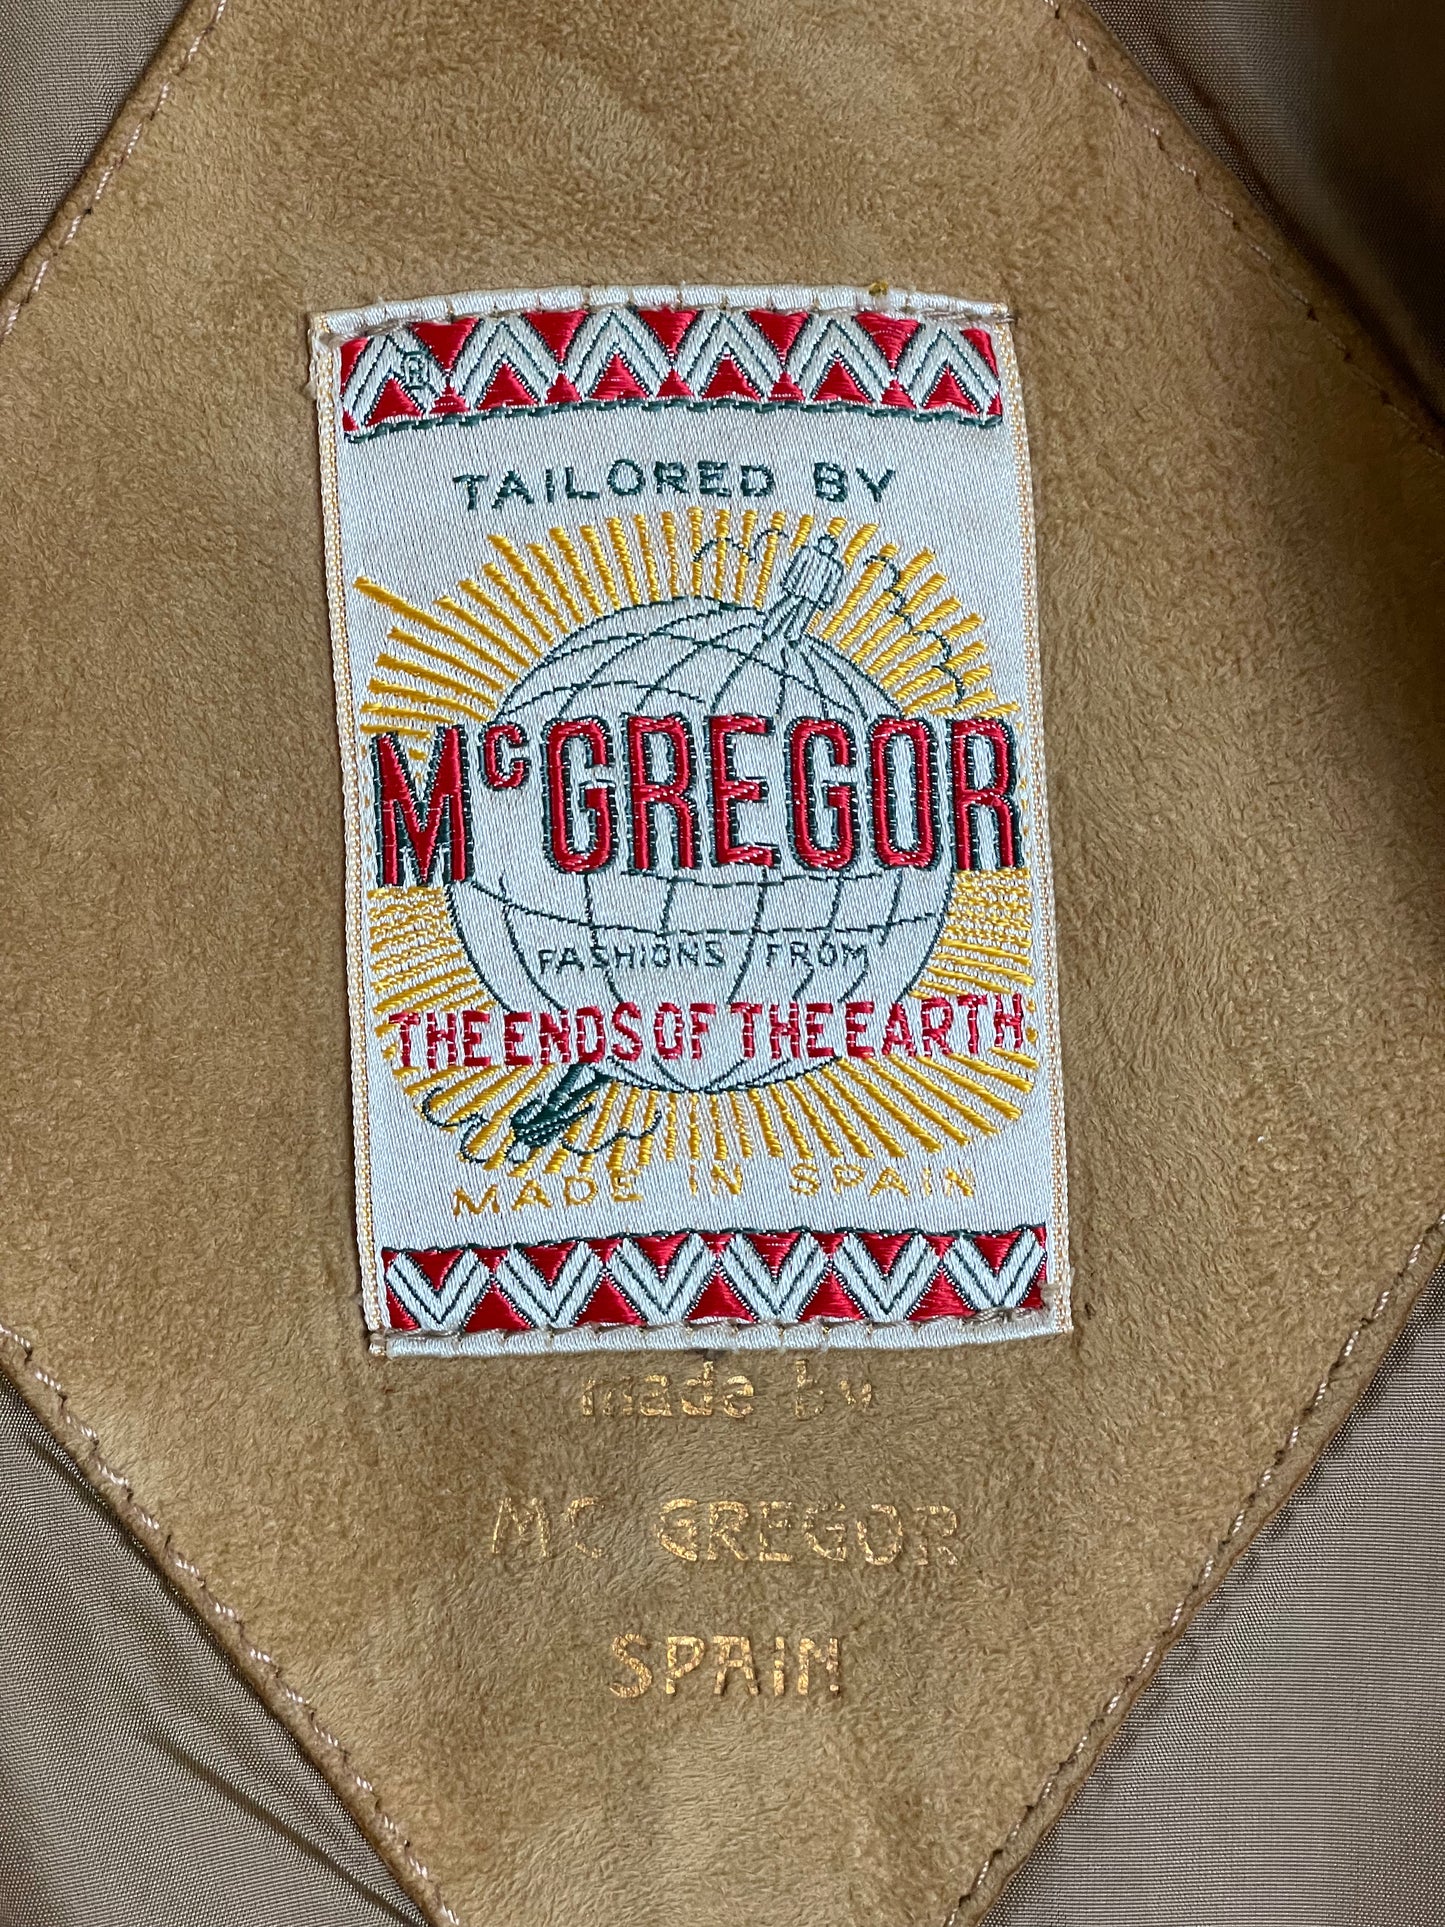 ®
TAILORED BY
McGREGOR
FASHIONS FROM
THE ENDS OF THE EARTH
MADE IN SPAIN
made by
MC GREGOR
SPAIN